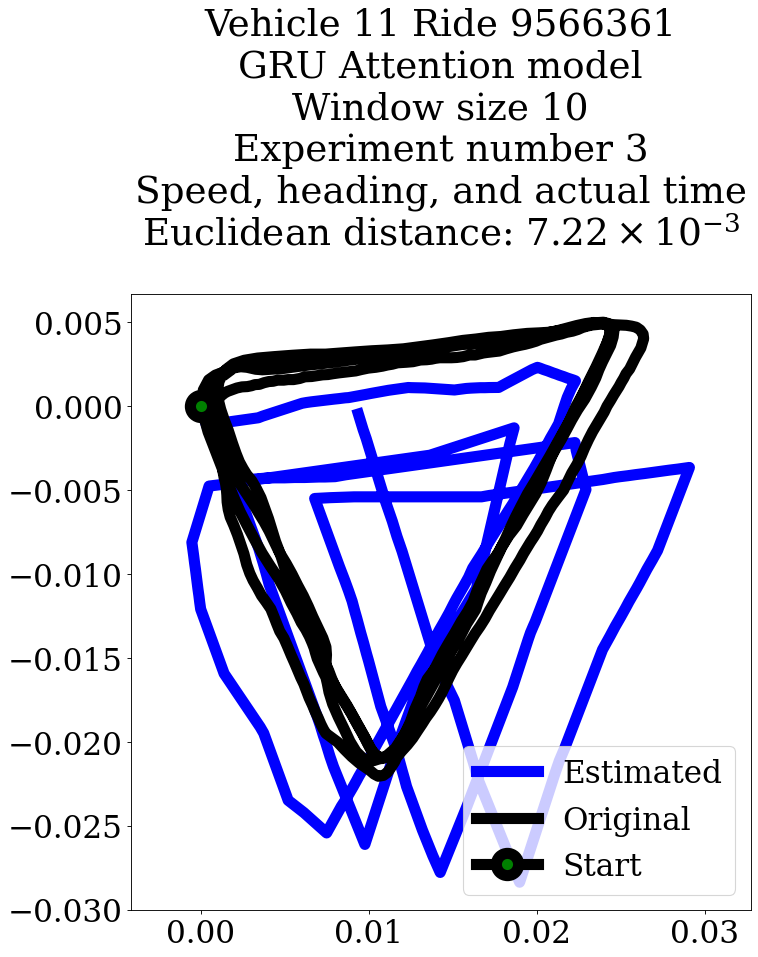 Vehicle 11 Ride 9566361
GRU Attention model
Window size 10
Experiment number 3
Speed, heading, and actual time
Euclidean distance: 7.22 × 10⁻³
0.005
0.000
−0.005
−0.010
−0.015
−0.020
−0.025
−0.030
Estimated
Original
Start
0.00 0.01 0.02 0.03